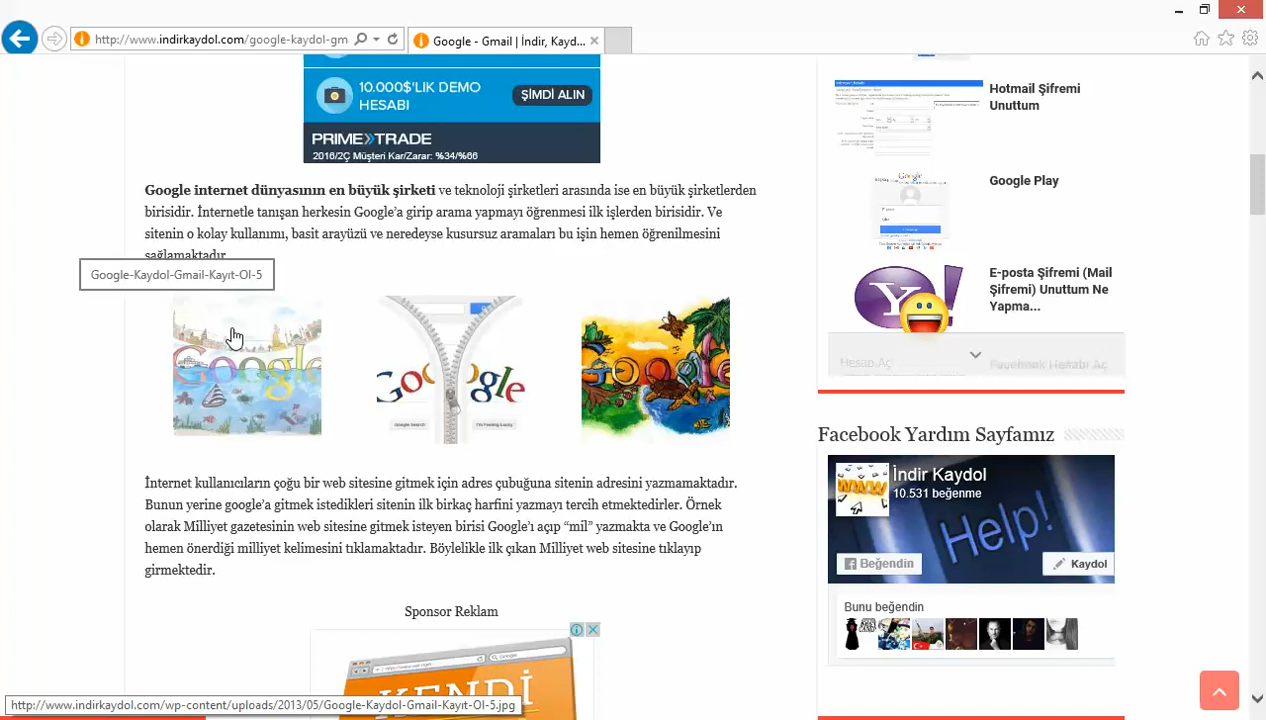 http://www.indirkaydol.com/google-kaydol-gm
Google - Gmail | İndir, Kayd...
10.000$'LIK DEMO
HESABI
ŞİMDİ ALIN
PRIME TRADE
2016/2Ç Müşteri Kar/Zarar: %34/%66
Google internet dünyasının en büyük şirketi ve teknoloji şirketleri arasında ise en büyük şirketlerden
birisidir. İnternetle tanışan herkesin Google'a girip arama yapmayı öğrenmesi ilk işlerden birisidir. Ve
sitenin o kolay kullanımı, basit arayüzü ve neredeyse kusursuz aramaları bu işin hemen öğrenilmesini
sağlamaktadır.
Google-Kaydol-Gmail-Kayıt-Ol-5
Google
Google
Google Search
I'm Feeling Lucky
Google
İnternet kullanıcıların çoğu bir web sitesine gitmek için adres çubuğuna sitenin adresini yazmamaktadır.
Bunun yerine google'a gitmek istedikleri sitenin ilk birkaç harfini yazmayı tercih etmektedirler. Örnek
olarak Milliyet gazetesinin web sitesine gitmek isteyen birisi Google'ı açıp “mil” yazmakta ve Google'ın
hemen önerdiği milliyet kelimesini tıklamaktadır. Böylelikle ilk çıkan Milliyet web sitesine tıklayıp
girmektedir.
Sponsor Reklam
KENDİ
http://www.indirkaydol.com/wp-content/uploads/2013/05/Google-Kaydol-Gmail-Kayıt-Ol-5.jpg
Hotmail Şifremi
Unuttum
Google
Google Play
E-posta Şifremi (Mail
Şifremi) Unuttum Ne
Yapma...
Hesap Aç
Facebook Hesabı Aç
Facebook Yardım Sayfamız
WWW
İndir Kaydol
10.531 beğenme
Help!
Beğendin
Kaydol
Bunu beğendin